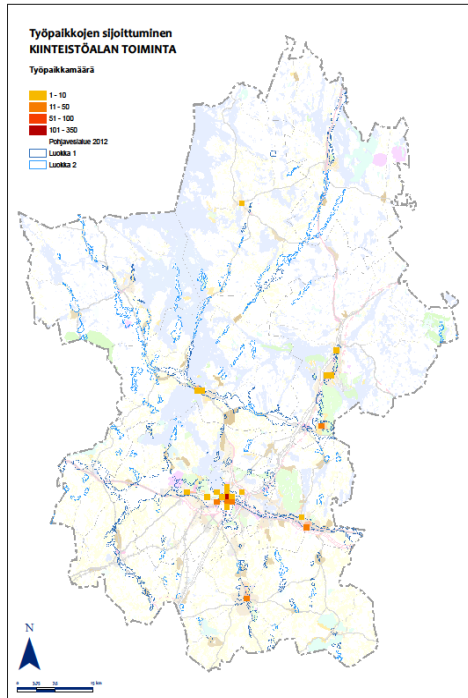 Työpaikkojen sijoittuminen
KIINTEISTÖALAN TOIMINTA
Työpaikkamäärä
1 - 10
11 - 50
51 - 100
101 - 350
Pohjavesialue 2012
Luokka 1
Luokka 2
N